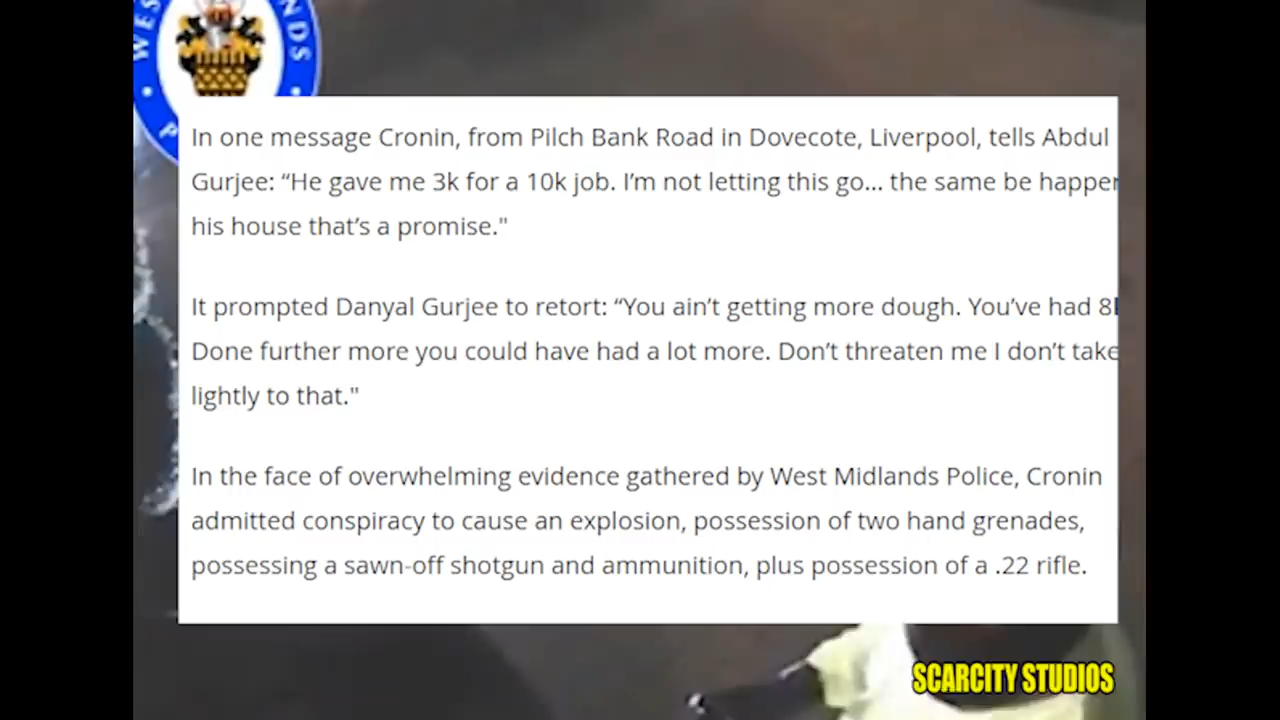 WES NDS
P
In one message Cronin, from Pilch Bank Road in Dovecote, Liverpool, tells Abdul
Gurjee: “He gave me 3k for a 10k job. I’m not letting this go... the same be happen
his house that’s a promise."
It prompted Danyal Gurjee to retort: “You ain’t getting more dough. You’ve had 8
Done further more you could have had a lot more. Don’t threaten me I don’t take
lightly to that."
In the face of overwhelming evidence gathered by West Midlands Police, Cronin
admitted conspiracy to cause an explosion, possession of two hand grenades,
possessing a sawn-off shotgun and ammunition, plus possession of a .22 rifle.
SCARCITY STUDIOS